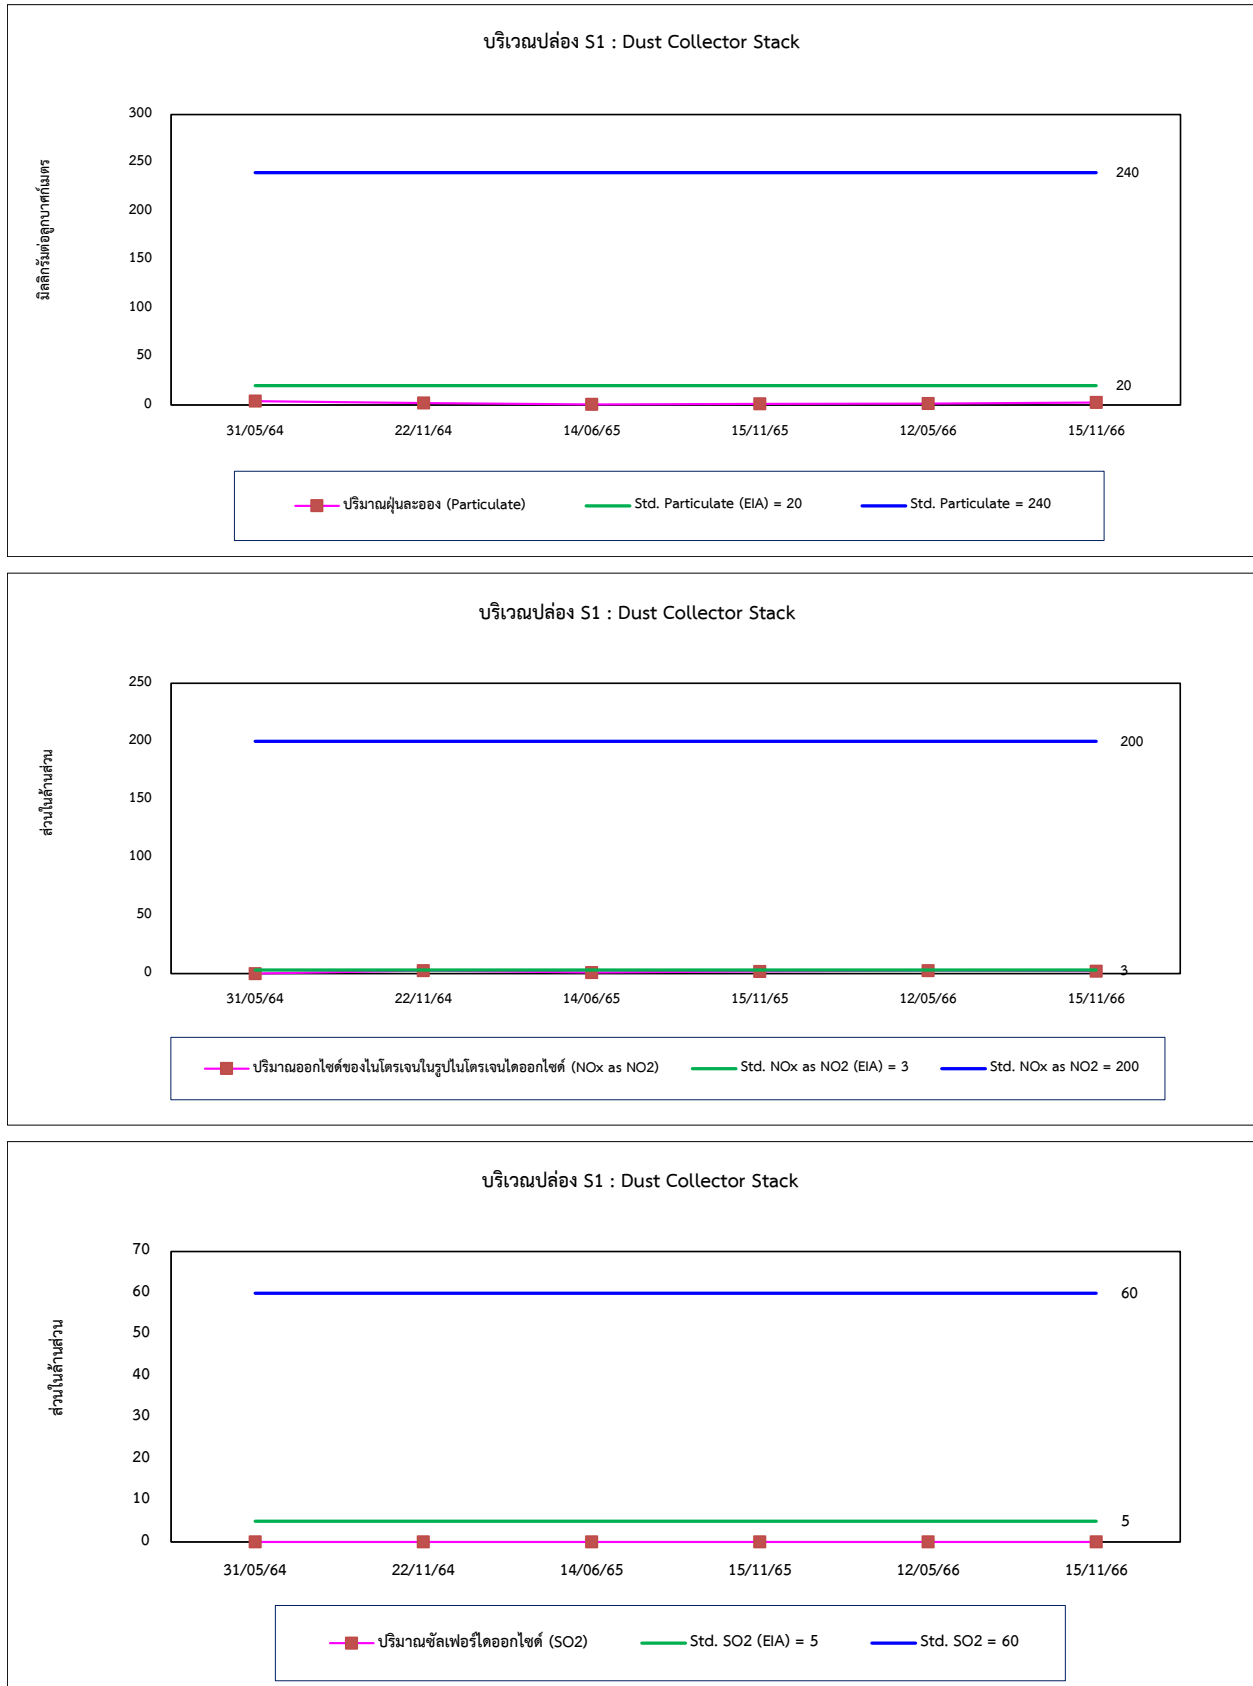 บริเวณปล่อง S1 : Dust Collector Stack
มิลลิกรัมต่อลูกบาศก์เมตร
300
250
200
150
100
50
0
240
20
31/05/64 22/11/64 14/06/65 15/11/65 12/05/66 15/11/66
ปริมาณฝุ่นละออง (Particulate) Std. Particulate (EIA) = 20 Std. Particulate = 240
บริเวณปล่อง S1 : Dust Collector Stack
ส่วนในล้านส่วน
250
200
150
100
50
0
200
3
31/05/64 22/11/64 14/06/65 15/11/65 12/05/66 15/11/66
ปริมาณออกไซด์ของไนโตรเจนในรูปไนโตรเจนไดออกไซด์ (NOx as NO2) Std. NOx as NO2 (EIA) = 3 Std. NOx as NO2 = 200
บริเวณปล่อง S1 : Dust Collector Stack
ส่วนในล้านส่วน
70
60
50
40
30
20
10
0
60
5
31/05/64 22/11/64 14/06/65 15/11/65 12/05/66 15/11/66
ปริมาณซัลเฟอร์ไดออกไซด์ (SO2) Std. SO2 (EIA) = 5 Std. SO2 = 60